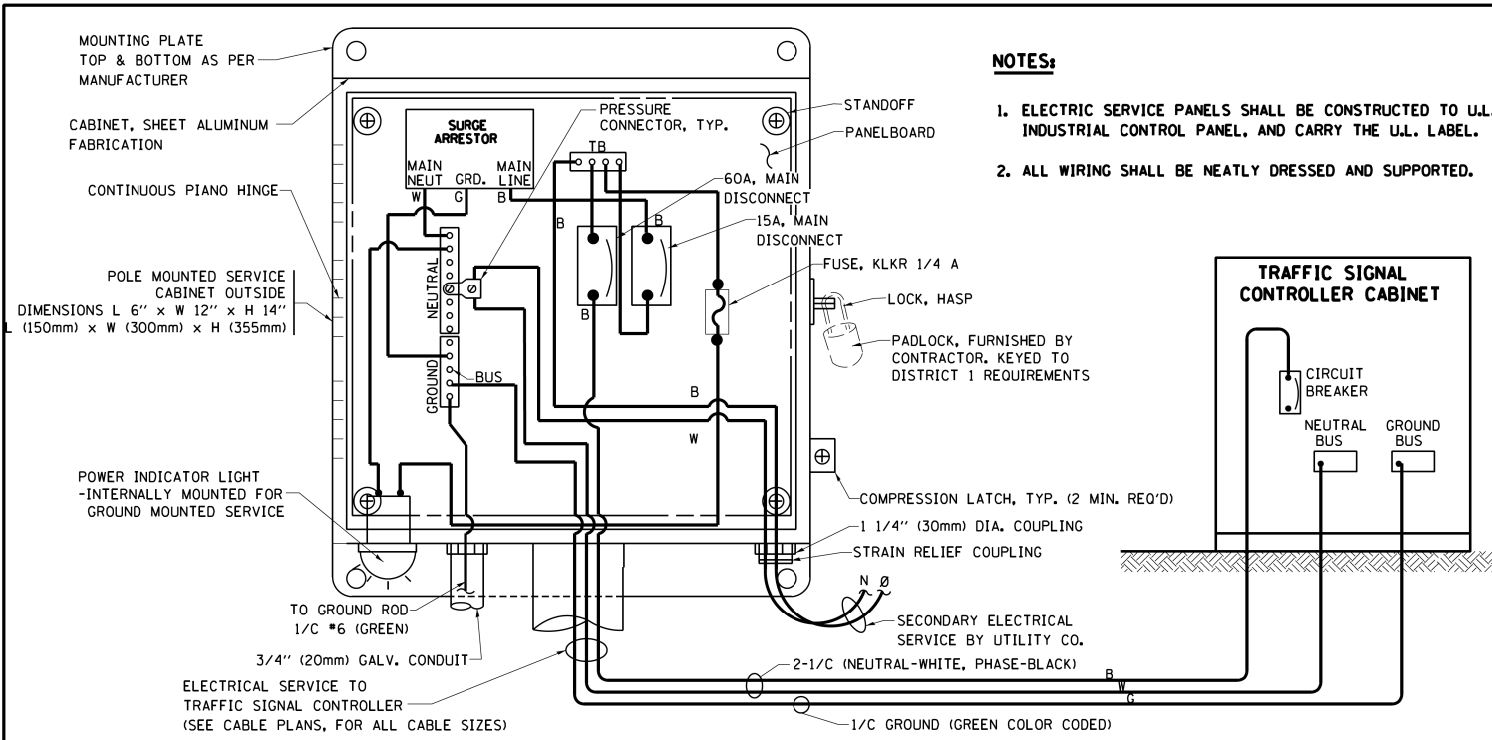 MOUNTING PLATE
TOP & BOTTOM AS PER
MANUFACTURER
CABINET, SHEET ALUMINUM
FABRICATION
CONTINUOUS PIANO HINGE
POLE MOUNTED SERVICE
CABINET OUTSIDE
DIMENSIONS L 6'' x W 12'' x H 14''
L (150mm) x W (300mm) x H (355mm)
POWER INDICATOR LIGHT
-INTERNALLY MOUNTED FOR
GROUND MOUNTED SERVICE
SURGE
ARRESTOR
MAIN
NEUT
GRD.
MAIN
LINE
W
G
B
PRESSURE
CONNECTOR, TYP.
TB
STANDOFF
PANELBOARD
60A, MAIN
DISCONNECT
15A, MAIN
DISCONNECT
B
B
B
FUSE, KLKR 1/4 A
NEUTRAL
GROUND
BUS
LOCK, HASP
PADLOCK, FURNISHED BY
CONTRACTOR. KEYED TO
DISTRICT 1 REQUIREMENTS
B
W
COMPRESSION LATCH, TYP. (2 MIN. REQ'D)
1 1/4'' (30mm) DIA. COUPLING
STRAIN RELIEF COUPLING
N Ø
SECONDARY ELECTRICAL
SERVICE BY UTILITY CO.
TO GROUND ROD
1/C #6 (GREEN)
3/4'' (20mm) GALV. CONDUIT
ELECTRICAL SERVICE TO
TRAFFIC SIGNAL CONTROLLER
(SEE CABLE PLANS, FOR ALL CABLE SIZES)
2-1/C (NEUTRAL-WHITE, PHASE-BLACK)
1/C GROUND (GREEN COLOR CODED)
B
W
G
NOTES:
1. ELECTRIC SERVICE PANELS SHALL BE CONSTRUCTED TO U.L.
INDUSTRIAL CONTROL PANEL, AND CARRY THE U.L. LABEL.
2. ALL WIRING SHALL BE NEATLY DRESSED AND SUPPORTED.
TRAFFIC SIGNAL
CONTROLLER CABINET
CIRCUIT
BREAKER
NEUTRAL
BUS
GROUND
BUS